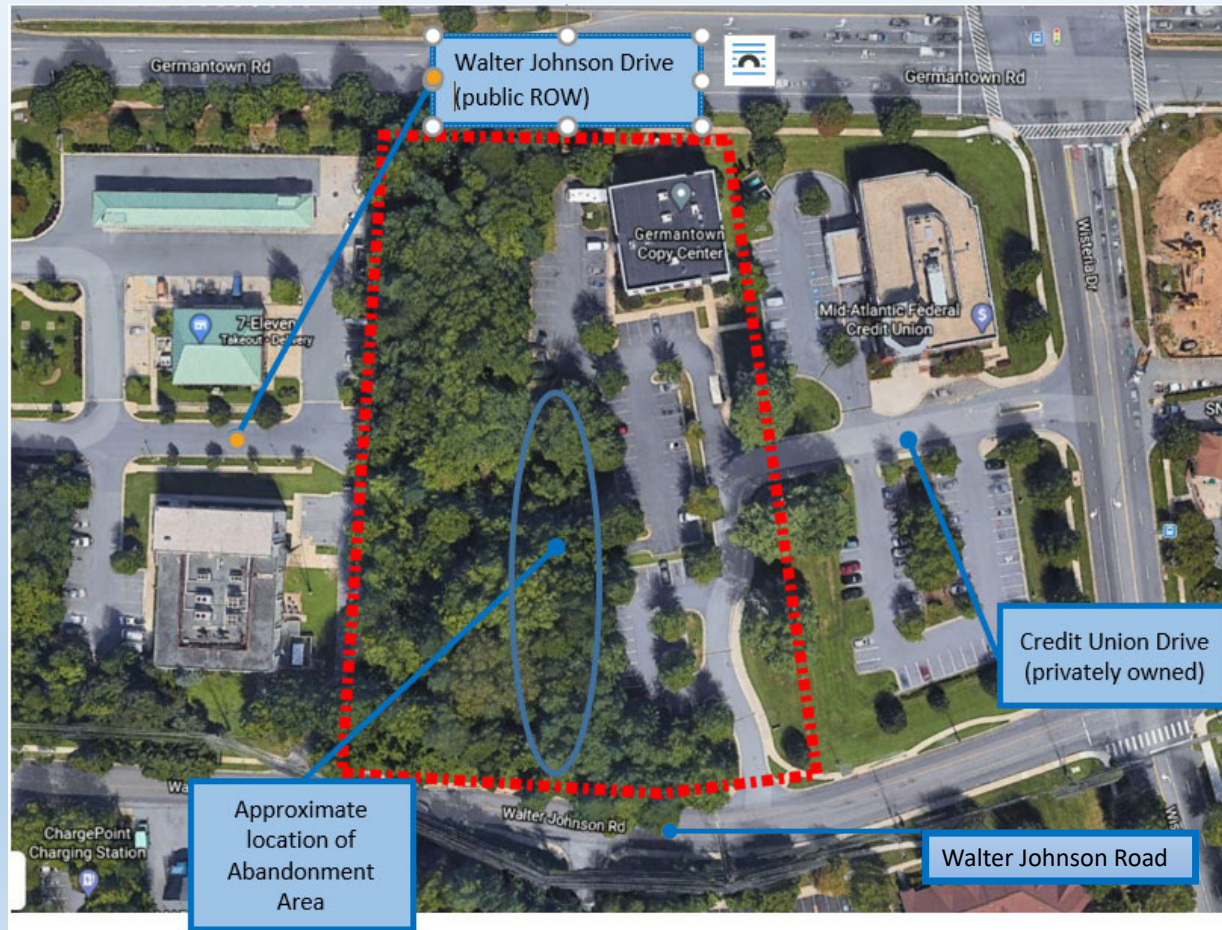 Germantown Rd
Walter Johnson Drive
(public ROW)
Germantown Rd
Germantown
Copy Center
Wisteria Dr
7-Eleven
Takeout • Delivery
Mid-Atlantic Federal
Credit Union
$
Credit Union Drive
(privately owned)
Approximate
location of
Abandonment
Area
Walter Johnson Rd
Walter Johnson Road
ChargePoint
Charging Station